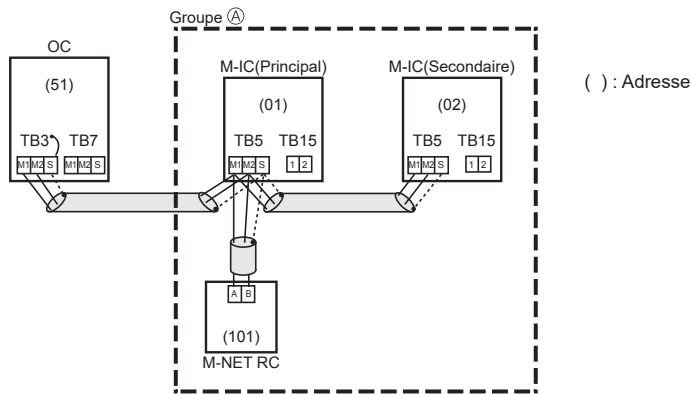 Groupe Ⓐ
OC
(51)
TB3 TB7
M1 M2 S M1 M2 S
M-IC(Principal)
(01)
TB5 TB15
M1 M2 S 1 2
M-IC(Secondaire)
(02)
TB5 TB15
M1 M2 S 1 2
( ) : Adresse
A B
(101)
M-NET RC